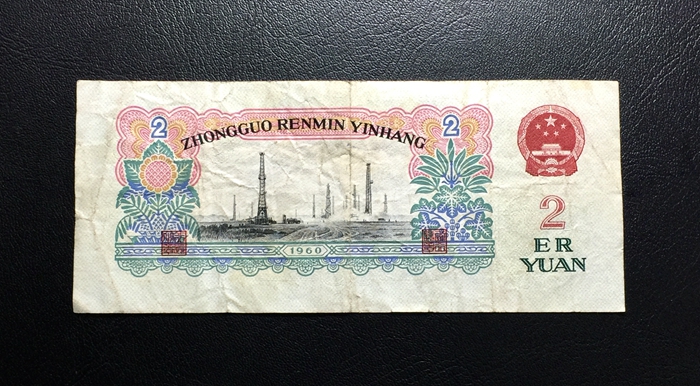 2 2
ZHONGGUO RENMIN YINHANG
1960
2
ER
YUAN